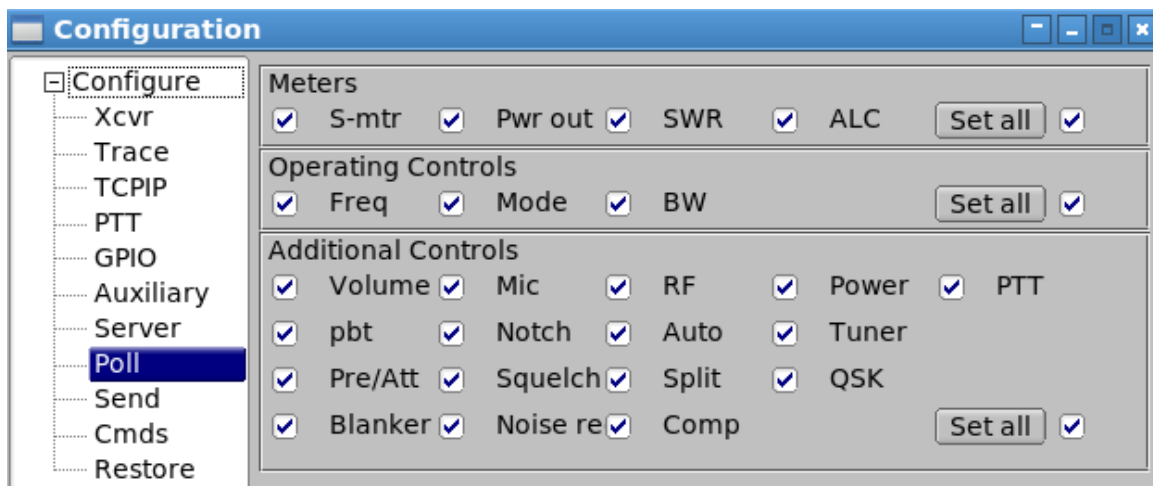 Configuration
Configure
Xcvr
Trace
TCPIP
PTT
GPIO
Auxiliary
Server
Poll
Send
Cmds
Restore
Meters
S-mtr Pwr out SWR ALC Set all
Operating Controls
Freq Mode BW Set all
Additional Controls
Volume Mic RF Power PTT
pbt Notch Auto Tuner
Pre/Att Squelch Split QSK
Blanker Noise re Comp Set all